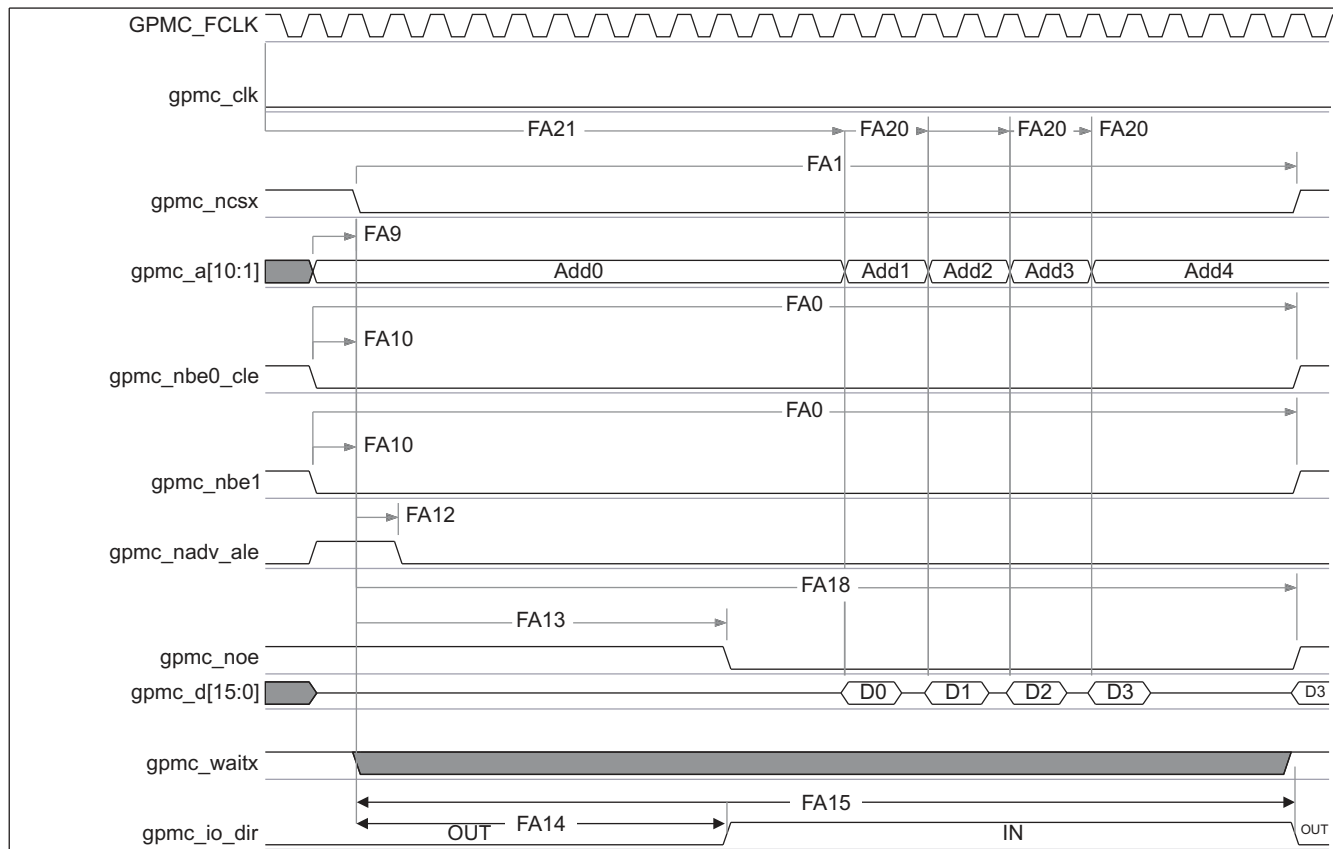 GPMC_FCLK
gpmc_clk
FA21 FA20 FA20 FA20
FA1
gpmc_ncsx
FA9
gpmc_a[10:1] Add0 Add1 Add2 Add3 Add4
FA0
FA10
gpmc_nbe0_cle
FA0
FA10
gpmc_nbe1
FA12
gpmc_nadv_ale
FA18
FA13
gpmc_noe
gpmc_d[15:0] D0 D1 D2 D3 D3
gpmc_waitx
FA15
FA14
gpmc_io_dir OUT IN OUT